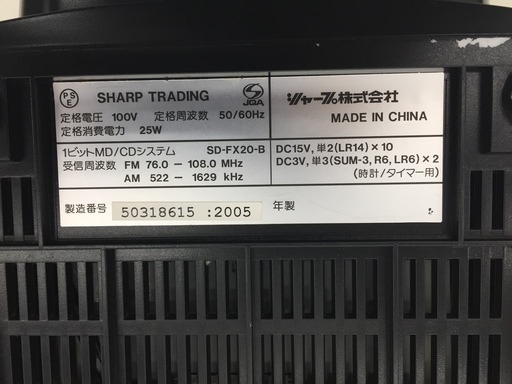 PSE SHARP TRADING JQA
定格電圧 100V 定格周波数 50/60Hz
定格消費電力 25W
シャープ株式会社
MADE IN CHINA
1ビットMD/CDシステム SD-FX20-B
受信周波数 FM 76.0 - 108.0 MHz
AM 522 - 1629 kHz
DC15V, 単2(LR14)×10
DC3V, 単3(SUM-3, R6, LR6)×2
(時計/タイマー用)
製造番号 50318615 :2005 年製